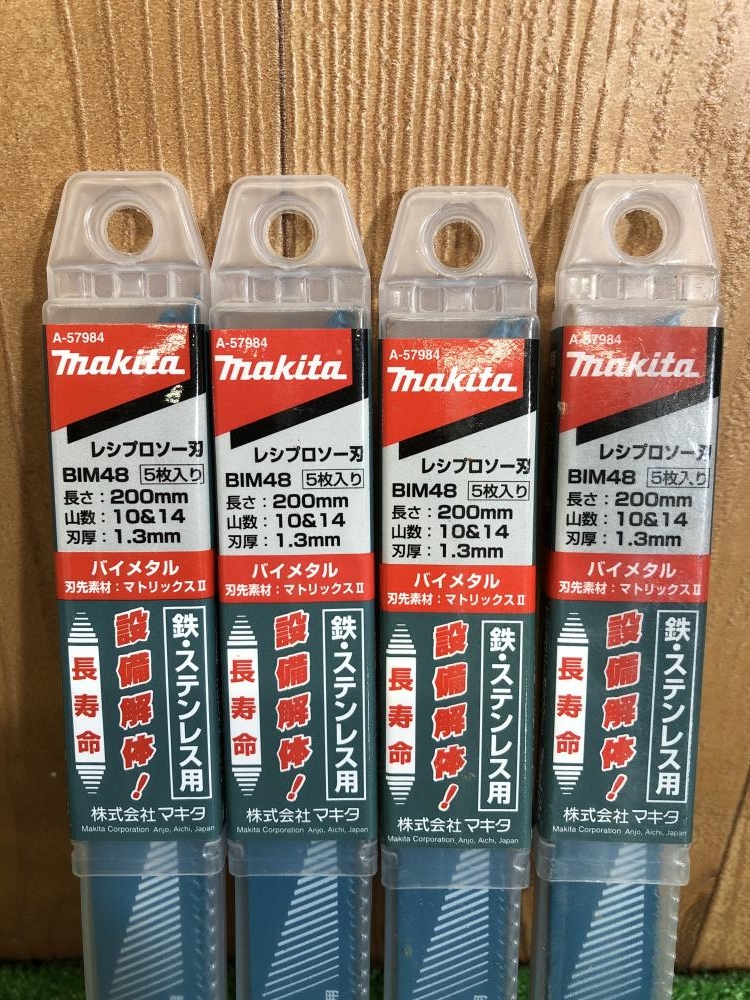 A-57984
makita
レシプロソー刃
BIM48 5枚入り
長さ：200mm
山数：10&14
刃厚：1.3mm
バイメタル
刃先素材：マトリックスⅡ
鉄・ステンレス用
設備解体！
長寿命
株式会社マキタ
Makita Corporation Anjo, Aichi, Japan
A-57984
makita
レシプロソー刃
BIM48 5枚入り
長さ：200mm
山数：10&14
刃厚：1.3mm
バイメタル
刃先素材：マトリックスⅡ
鉄・ステンレス用
設備解体！
長寿命
株式会社マキタ
Makita Corporation Anjo, Aichi, Japan
A-57984
makita
レシプロソー刃
BIM48 5枚入り
長さ：200mm
山数：10&14
刃厚：1.3mm
バイメタル
刃先素材：マトリックスⅡ
鉄・ステンレス用
設備解体！
長寿命
株式会社マキタ
Makita Corporation Anjo, Aichi, Japan
A-57984
makita
レシプロソー刃
BIM48 5枚入り
長さ：200mm
山数：10&14
刃厚：1.3mm
バイメタル
刃先素材：マトリックスⅡ
鉄・ステンレス用
設備解体！
長寿命
株式会社マキタ
Makita Corporation Anjo, Aichi, Japan